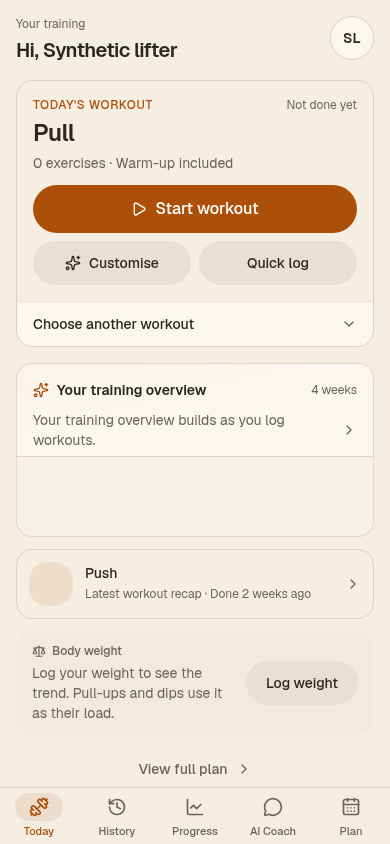 Your training
Hi, Synthetic lifter
SL
TODAY'S WORKOUT
Not done yet
Pull
0 exercises · Warm-up included
Start workout
Customise
Quick log
Choose another workout
Your training overview
4 weeks
Your training overview builds as you log
workouts.
Push
Latest workout recap · Done 2 weeks ago
Body weight
Log your weight to see the
trend. Pull-ups and dips use it
as their load.
Log weight
View full plan
Today
History
Progress
AI Coach
Plan